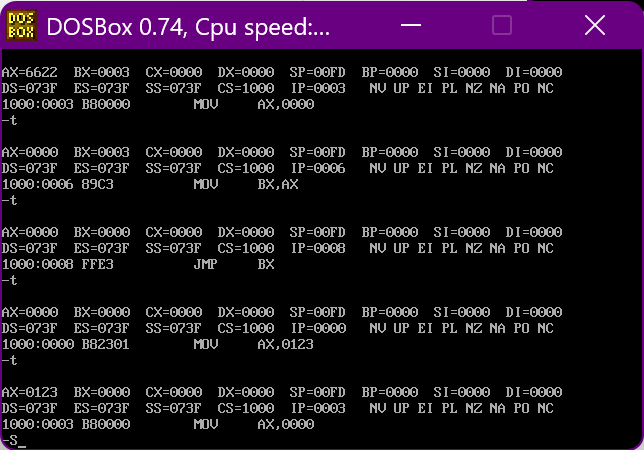 DOS BOX DOSBox 0.74, Cpu speed:...
AX=6622 BX=0003 CX=0000 DX=0000 SP=00FD BP=0000 SI=0000 DI=0000
DS=073F ES=073F SS=073F CS=1000 IP=0003 NV UP EI PL NZ NA PO NC
1000:0003 B80000 MOV AX,0000
-t
AX=0000 BX=0003 CX=0000 DX=0000 SP=00FD BP=0000 SI=0000 DI=0000
DS=073F ES=073F SS=073F CS=1000 IP=0006 NV UP EI PL NZ NA PO NC
1000:0006 89C3 MOV BX,AX
-t
AX=0000 BX=0000 CX=0000 DX=0000 SP=00FD BP=0000 SI=0000 DI=0000
DS=073F ES=073F SS=073F CS=1000 IP=0008 NV UP EI PL NZ NA PO NC
1000:0008 FFE3 JMP BX
-t
AX=0000 BX=0000 CX=0000 DX=0000 SP=00FD BP=0000 SI=0000 DI=0000
DS=073F ES=073F SS=073F CS=1000 IP=0000 NV UP EI PL NZ NA PO NC
1000:0000 B82301 MOV AX,0123
-t
AX=0123 BX=0000 CX=0000 DX=0000 SP=00FD BP=0000 SI=0000 DI=0000
DS=073F ES=073F SS=073F CS=1000 IP=0003 NV UP EI PL NZ NA PO NC
1000:0003 B80000 MOV AX,0000
-S_